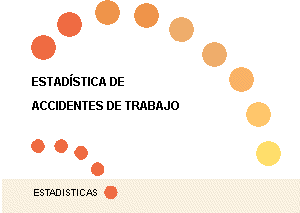 ESTADÍSTICA DE
ACCIDENTES DE TRABAJO
ESTADISTICAS